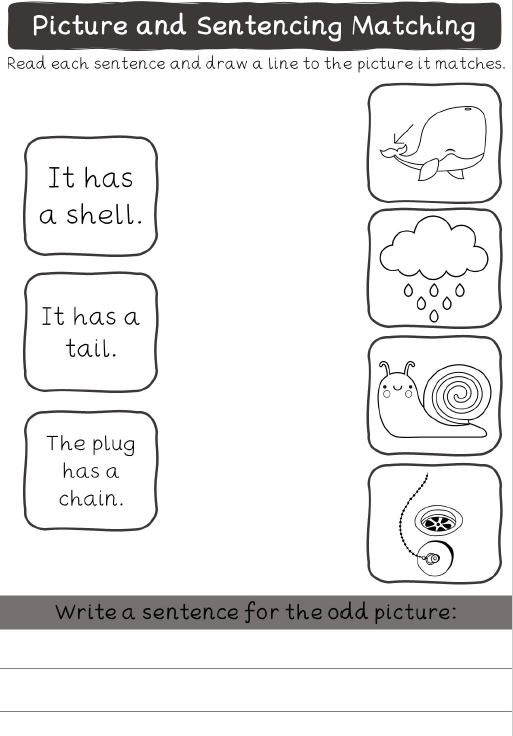 Picture and Sentencing Matching
Read each sentence and draw a line to the picture it matches.
It has
a shell.
It has a
tail.
The plug
has a
chain.
Write a sentence for the odd picture: